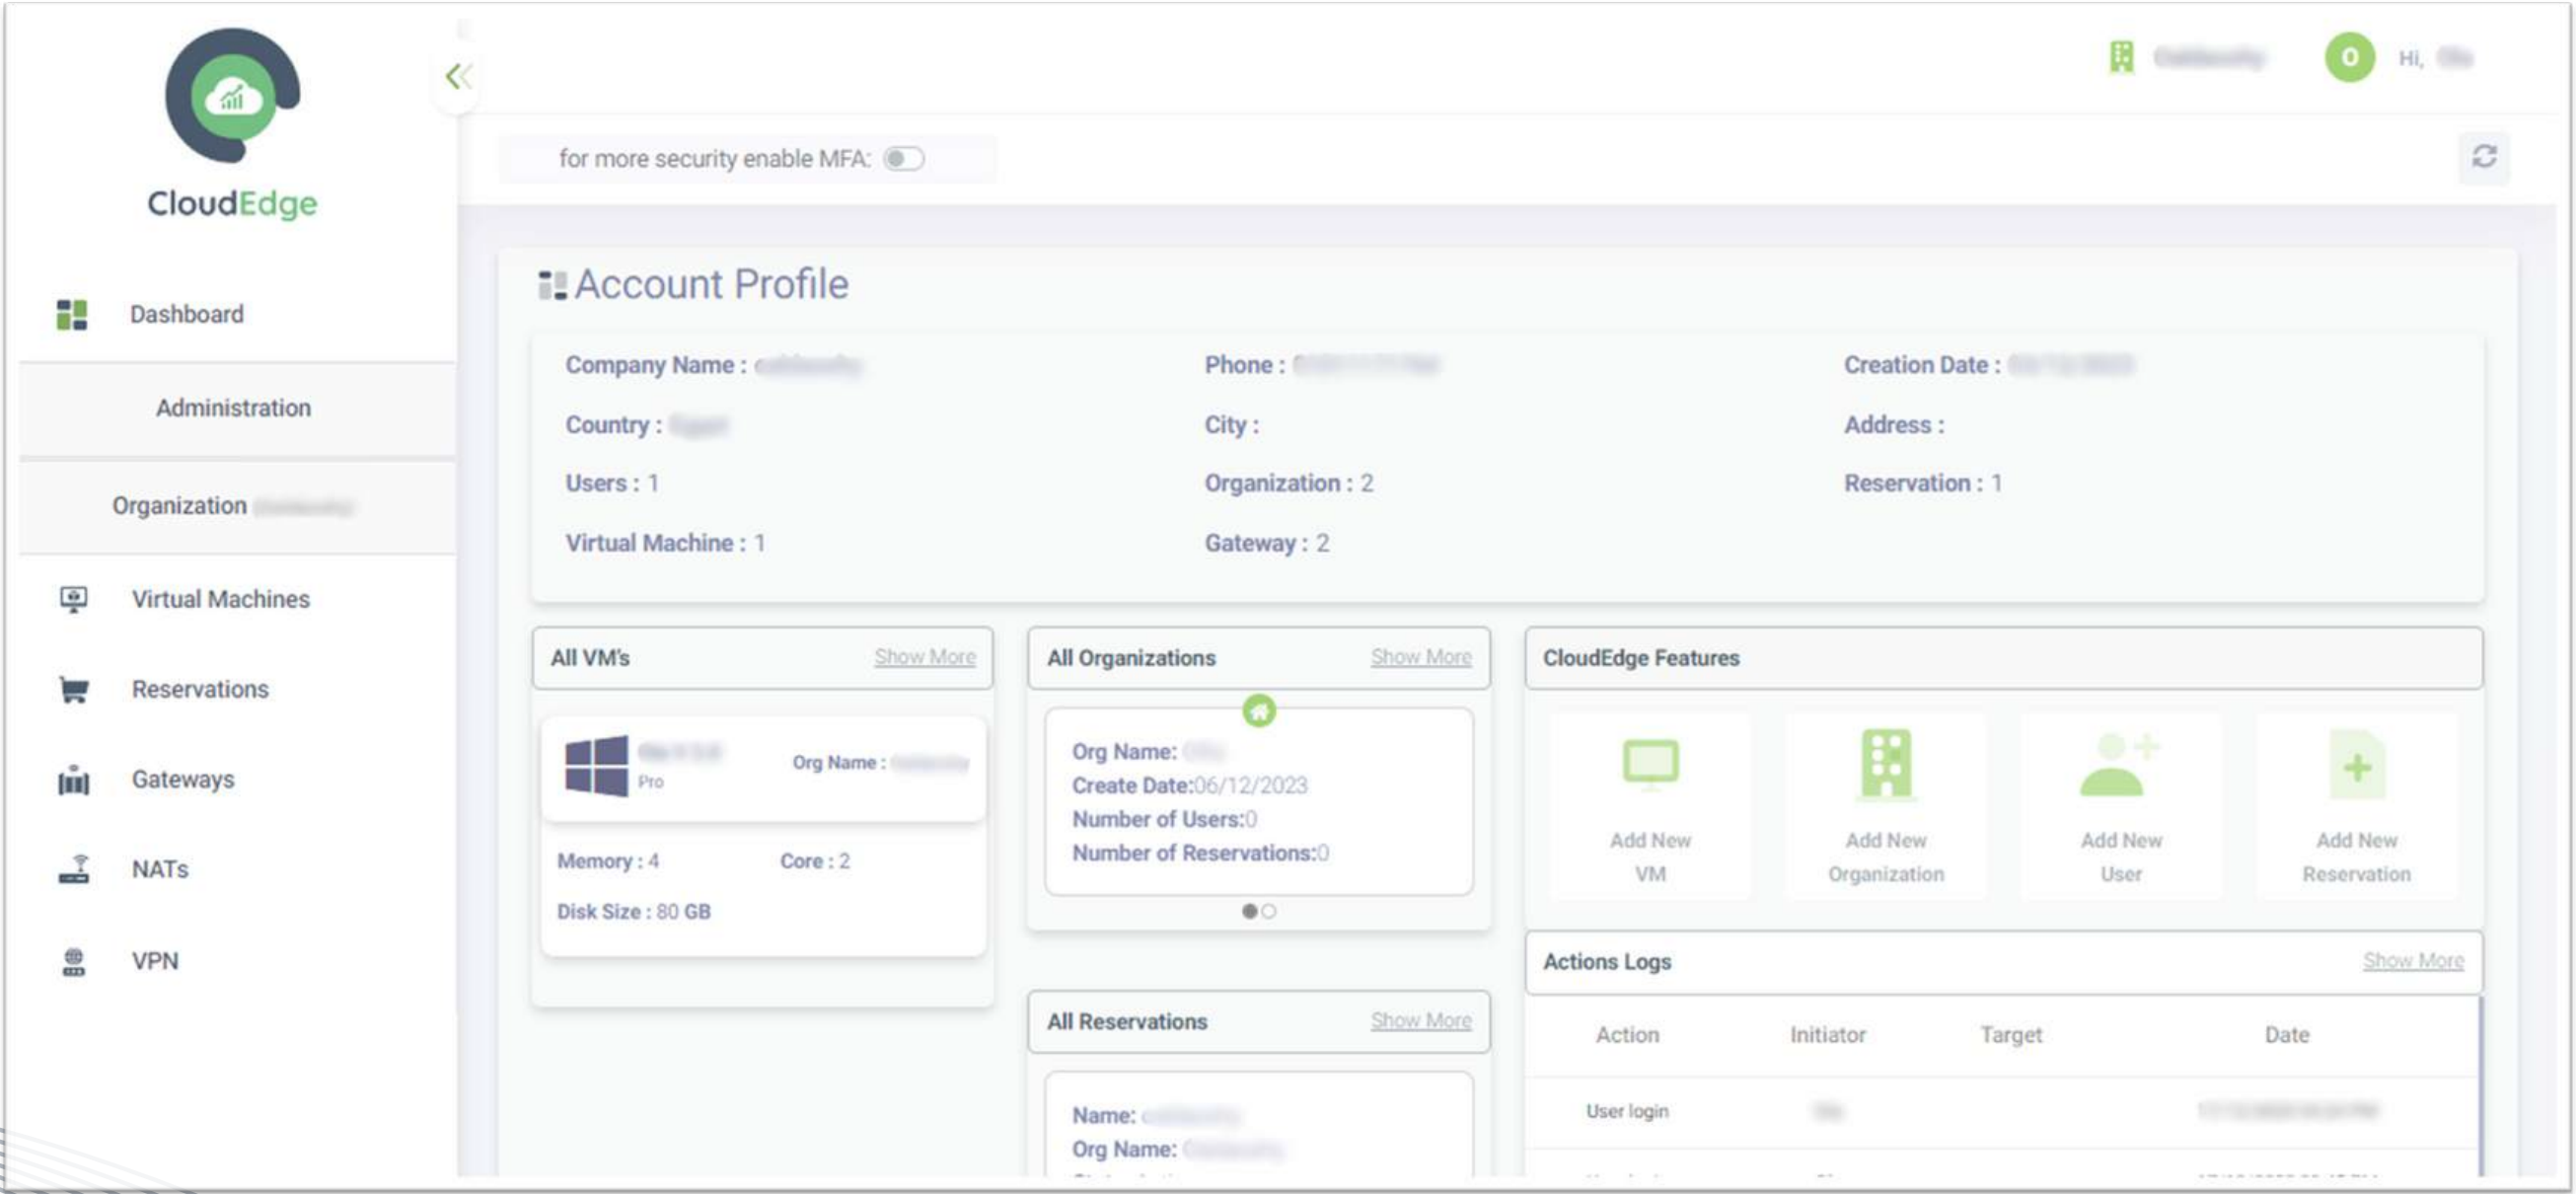 CloudEdge
Dashboard
Administration
Organization
Virtual Machines
Reservations
Gateways
NATs
VPN
O Hi,
for more security enable MFA:
Account Profile
Company Name :
Phone :
Creation Date :
Country :
City :
Address :
Users : 1
Organization : 2
Reservation : 1
Virtual Machine : 1
Gateway : 2
All VM's Show More
Pro
Org Name :
Memory : 4
Core : 2
Disk Size : 80 GB
All Organizations Show More
Org Name:
Create Date:06/12/2023
Number of Users:0
Number of Reservations:0
All Reservations Show More
Name:
Org Name:
CloudEdge Features
Add New
VM
Add New
Organization
Add New
User
Add New
Reservation
Actions Logs Show More
Action Initiator Target Date
User login